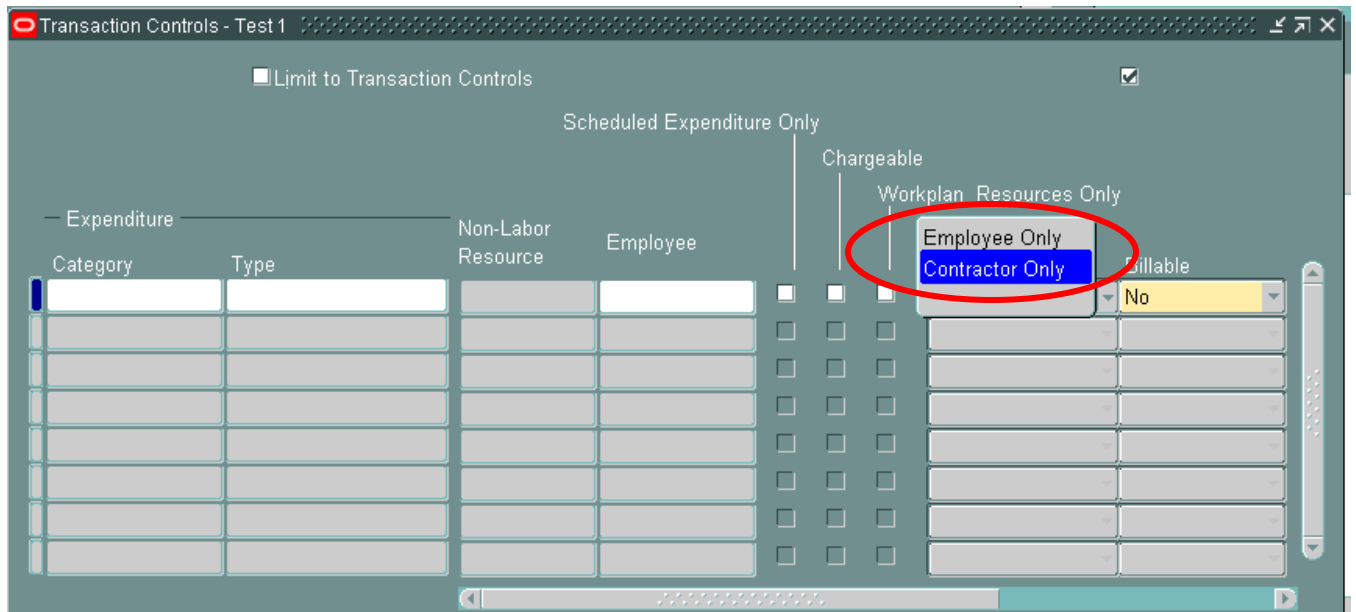 Transaction Controls - Test 1
Limit to Transaction Controls
Scheduled Expenditure Only
Chargeable
Workplan Resources Only
Expenditure
Non-Labor
Resource
Employee
Category
Type
Employee Only
Contractor Only
Billable
No